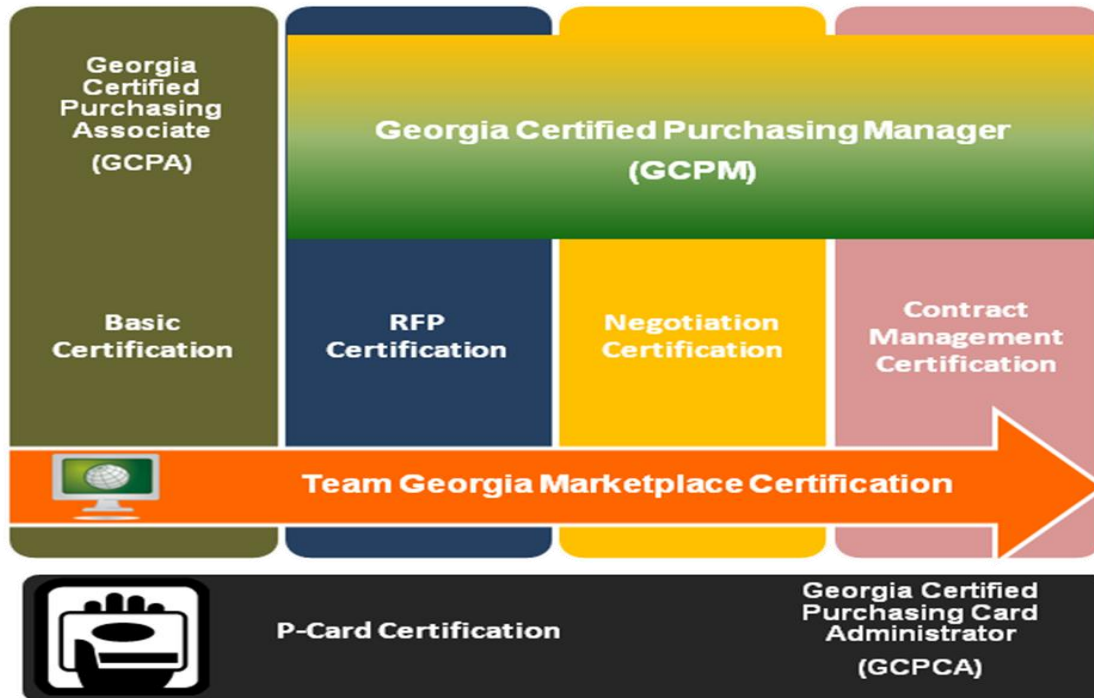 Georgia
Certified
Purchasing
Associate
(GCPA)
Georgia Certified Purchasing Manager
(GCPM)
Basic
Certification
RFP
Certification
Negotiation
Certification
Contract
Management
Certification
Team Georgia Marketplace Certification
P-Card Certification
Georgia Certified
Purchasing Card
Administrator
(GCPCA)